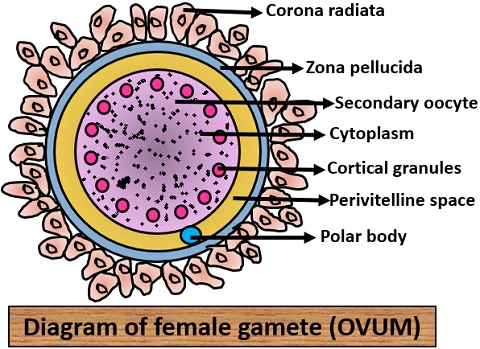 Corona radiata
Zona pellucida
Secondary oocyte
Cytoplasm
Cortical granules
Perivitelline space
Polar body
Diagram of female gamete (OVUM)